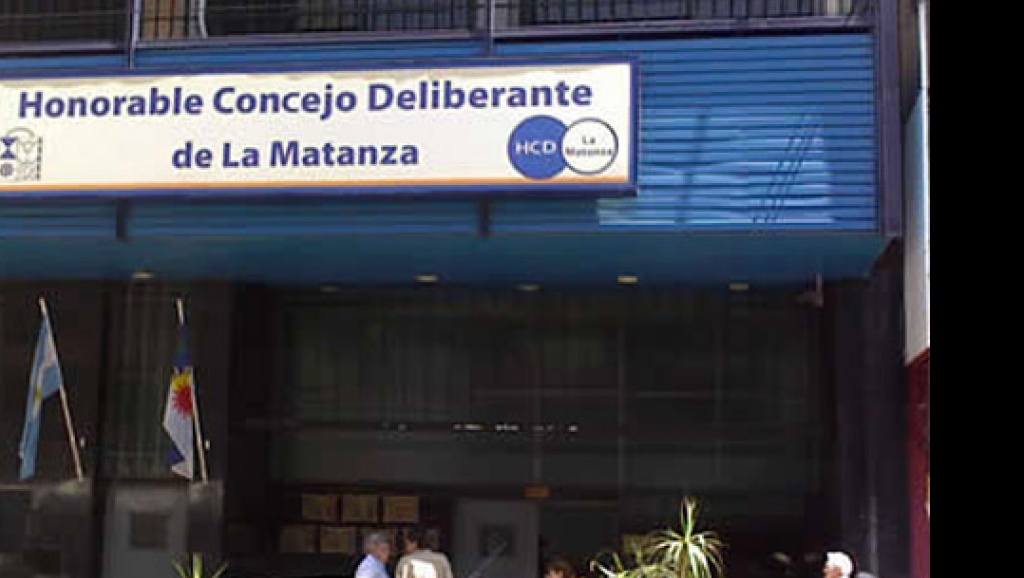 Honorable Concejo Deliberante
de La Matanza
HCD
La
Matanza